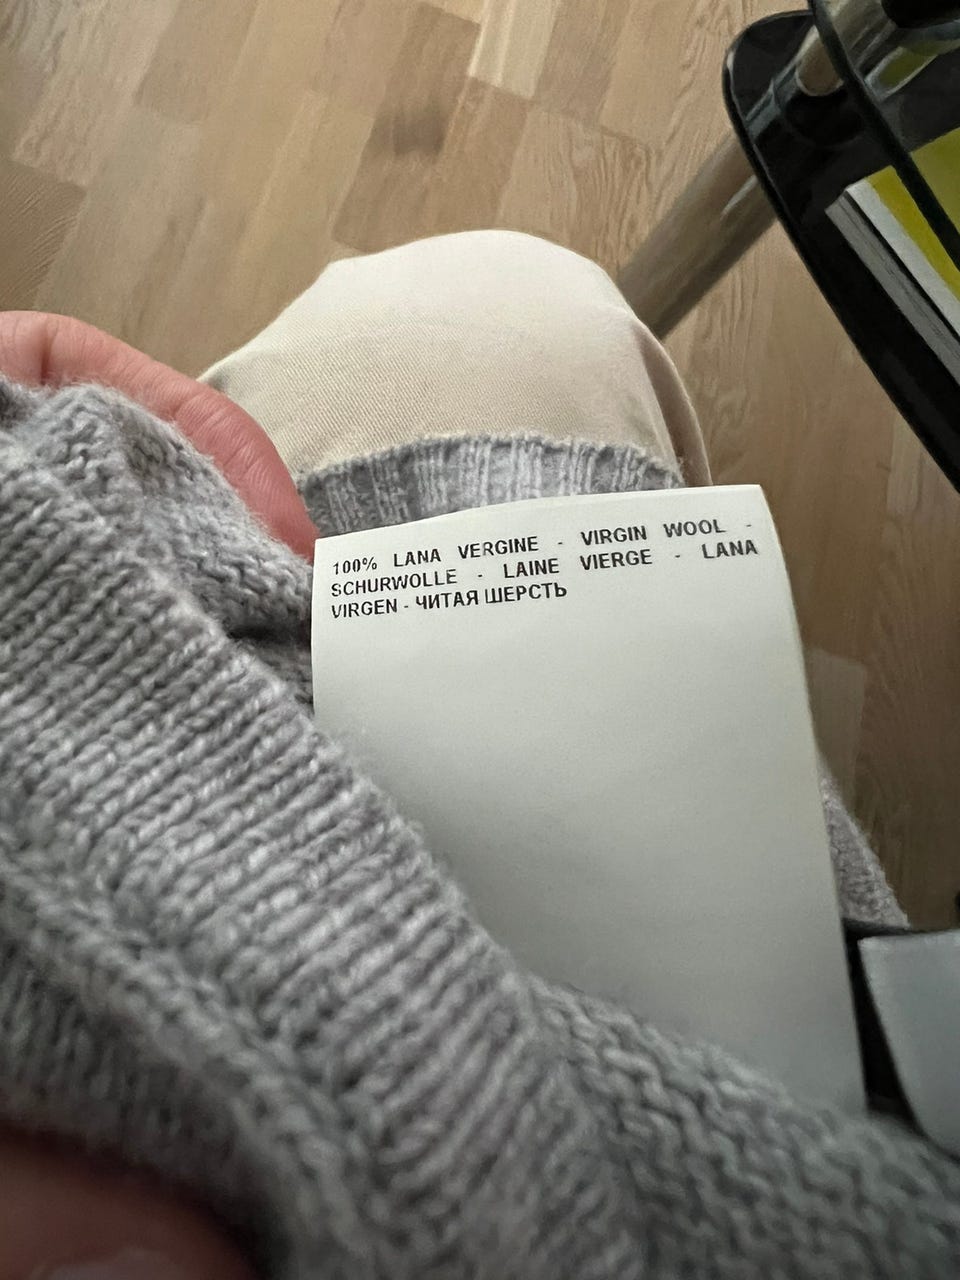 100% LANA VERGINE - VIRGIN WOOL -
SCHURWOLLE - LAINE VIERGE - LANA
VIRGEN - ЧИТАЯ ШЕРСТЬ